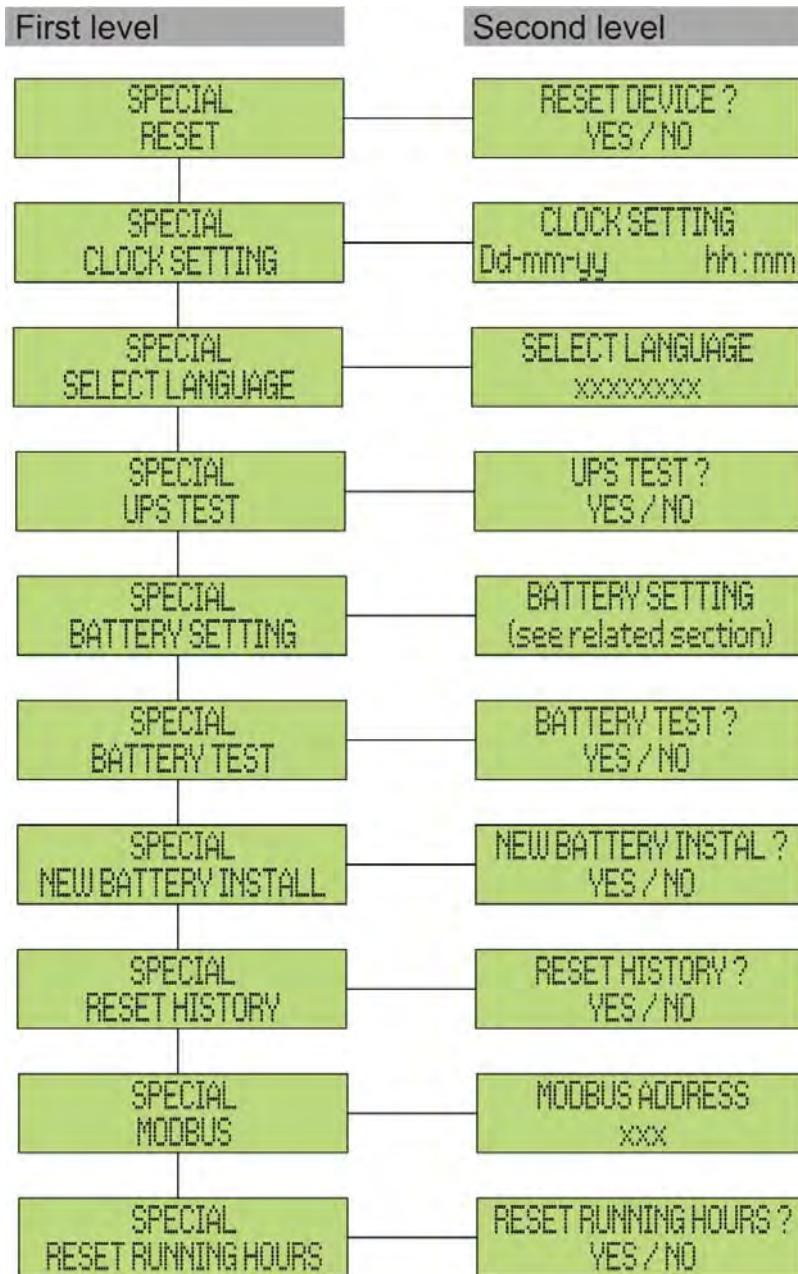 First level
Second level
SPECIAL
RESET
RESET DEVICE ?
YES / NO
SPECIAL
CLOCK SETTING
CLOCK SETTING
Dd-mm-yy hh:mm
SPECIAL
SELECT LANGUAGE
SELECT LANGUAGE
xxxxxxxx
SPECIAL
UPS TEST
UPS TEST ?
YES / NO
SPECIAL
BATTERY SETTING
BATTERY SETTING
(see related section)
SPECIAL
BATTERY TEST
BATTERY TEST ?
YES / NO
SPECIAL
NEW BATTERY INSTALL
NEW BATTERY INSTAL ?
YES / NO
SPECIAL
RESET HISTORY
RESET HISTORY ?
YES / NO
SPECIAL
MODBUS
MODBUS ADDRESS
xxx
SPECIAL
RESET RUNNING HOURS
RESET RUNNING HOURS ?
YES / NO